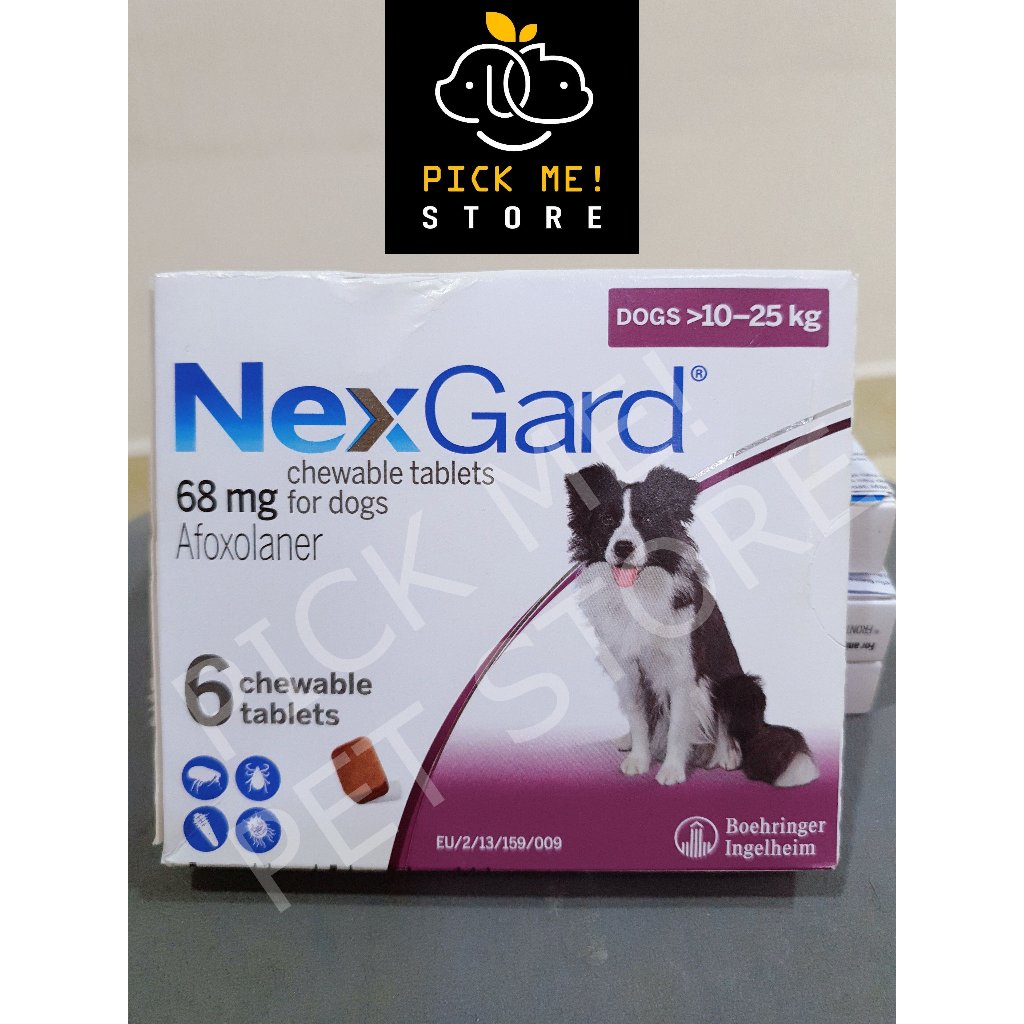 PICK ME!
STORE
DOGS >10–25 kg
NexGard®
68 mg chewable tablets
for dogs
Afoxolaner
6 chewable
tablets
EU/2/13/159/009
Boehringer
Ingelheim
PICK ME!
PET STORE